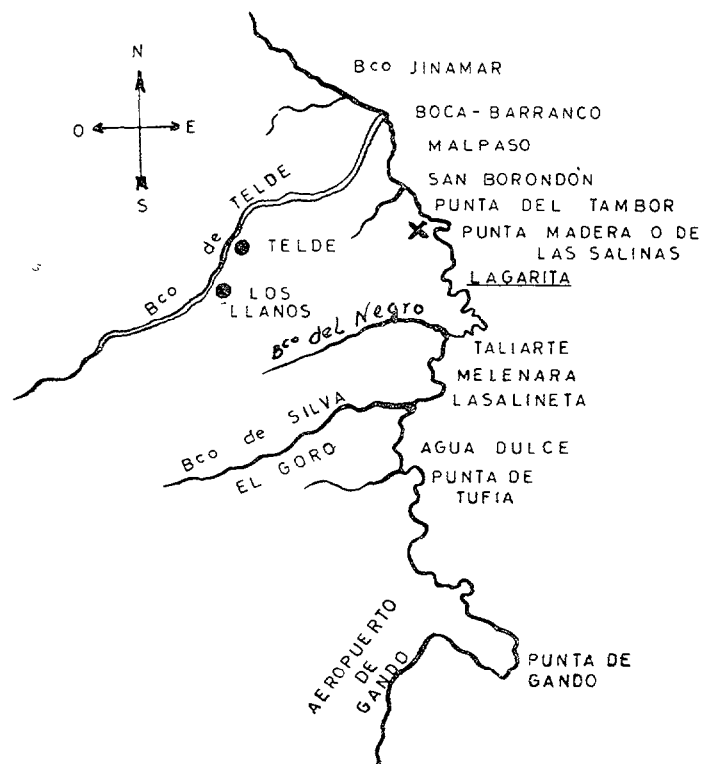 N
O
E
S
Bco JINAMAR
BOCA-BARRANCO
MALPASO
SAN BORONDÓN
PUNTA DEL TAMBOR
PUNTA MADERA O DE
LAS SALINAS
LAGARITA
Bco de TELDE
TELDE
LOS
LLANOS
Bco del Negro
TALIARTE
MELENARA
LASALINETA
Bco de SILVA
EL GORO
AGUA DULCE
PUNTA DE
TUFIA
AEROPUERTO
DE
GANDO
PUNTA DE
GANDO